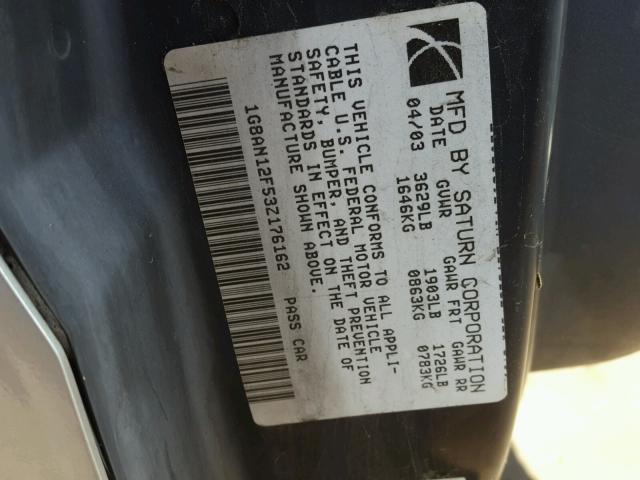 MFD BY SATURN CORPORATION
DATE GVWR GAWR FRT GAWR RR
04/03 3629LB 1903LB 1726LB
1646KG 0863KG 0783KG
THIS VEHICLE CONFORMS TO ALL APPLI-
CABLE U.S. FEDERAL MOTOR VEHICLE
SAFETY, BUMPER, AND THEFT PREVENTION
STANDARDS IN EFFECT ON THE DATE OF
MANUFACTURE SHOWN ABOVE.
1G8AN12F53Z176162 PASS CAR